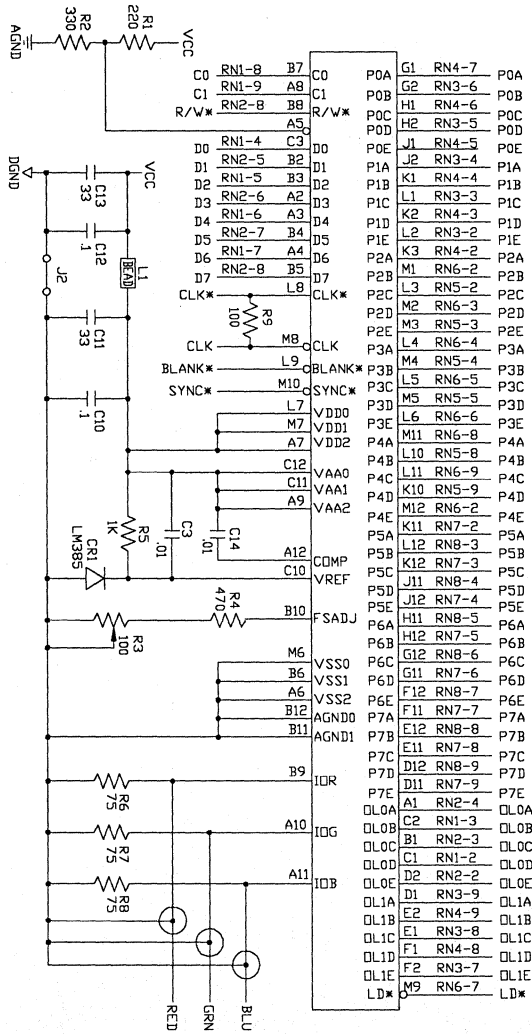 AGND
R2
330
R1
220
VCC
C0 RN1-8 B7 C0
C1 RN1-9 A8 C1
R/W* RN2-8 B8 R/W*
A5
D0 RN1-4 C3 D0
D1 RN2-5 B2 D1
D2 RN1-5 B3 D2
D3 RN2-6 A2 D3
D4 RN1-6 A3 D4
D5 RN2-7 B4 D5
D6 RN1-7 A4 D6
D7 RN2-8 B5 D7
CLK* L8 CLK*
R9
100
CLK M8 CLK
BLANK* L9 BLANK*
SYNC* M10 SYNC*
L7 VDD0
M7 VDD1
A7 VDD2
C12 VAA0
C11 VAA1
A9 VAA2
A12 COMP
C10 VREF
B10 FSADJ
M6 VSS0
B6 VSS1
A6 VSS2
B12 AGND0
B11 AGND1
B9 IOR
A10 IOG
A11 IOB
DGND
VCC
C13
33
C12
.1
L1
BEAD
J2
C11
33
C10
.1
R5
1K
C3
.01
C14
.01
CR1
LM385
R4
470
R3
100
R6
75
R7
75
R8
75
RED
GRN
BLU
P0A G1 RN4-7 P0A
P0B G2 RN3-6 P0B
P0C H1 RN4-6 P0C
P0D H2 RN3-5 P0D
P0E J1 RN4-5 P0E
P1A J2 RN3-4 P1A
P1B K1 RN4-4 P1B
P1C L1 RN3-3 P1C
P1D K2 RN4-3 P1D
P1E L2 RN3-2 P1E
P2A K3 RN4-2 P2A
P2B M1 RN6-2 P2B
P2C L3 RN5-2 P2C
P2D M2 RN6-3 P2D
P2E M3 RN5-3 P2E
P3A L4 RN6-4 P3A
P3B M4 RN5-4 P3B
P3C L5 RN6-5 P3C
P3D M5 RN5-5 P3D
P3E L6 RN6-6 P3E
P4A M11 RN6-8 P4A
P4B L10 RN5-8 P4B
P4C L11 RN6-9 P4C
P4D K10 RN5-9 P4D
P4E M12 RN6-2 P4E
P5A K11 RN7-2 P5A
P5B L12 RN8-3 P5B
P5C K12 RN7-3 P5C
P5D J11 RN8-4 P5D
P5E J12 RN7-4 P5E
P6A H11 RN8-5 P6A
P6B H12 RN7-5 P6B
P6C G12 RN8-6 P6C
P6D G11 RN7-6 P6D
P6E F12 RN8-7 P6E
P7A F11 RN7-7 P7A
P7B E12 RN8-8 P7B
P7C E11 RN7-8 P7C
P7D D12 RN8-9 P7D
P7E D11 RN7-9 P7E
OL0A A1 RN2-4 OL0A
OL0B C2 RN1-3 OL0B
OL0C B1 RN2-3 OL0C
OL0D C1 RN1-2 OL0D
OL0E D2 RN2-2 OL0E
OL1A D1 RN3-9 OL1A
OL1B E2 RN4-9 OL1B
OL1C E1 RN3-8 OL1C
OL1D F1 RN4-8 OL1D
OL1E F2 RN3-7 OL1E
LD* M9 RN6-7 LD*